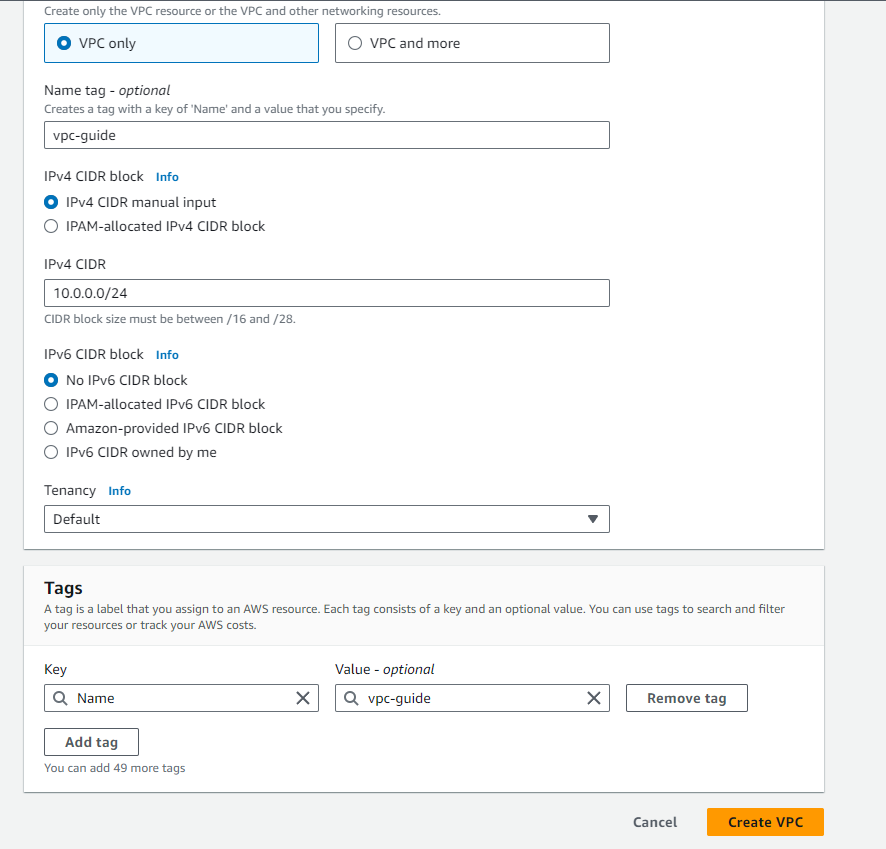 Create only the VPC resource or the VPC and other networking resources.
VPC only VPC and more
Name tag - optional
Creates a tag with a key of 'Name' and a value that you specify.
vpc-guide
IPv4 CIDR block Info
IPv4 CIDR manual input
IPAM-allocated IPv4 CIDR block
IPv4 CIDR
10.0.0.0/24
CIDR block size must be between /16 and /28.
IPv6 CIDR block Info
No IPv6 CIDR block
IPAM-allocated IPv6 CIDR block
Amazon-provided IPv6 CIDR block
IPv6 CIDR owned by me
Tenancy Info
Default
Tags
A tag is a label that you assign to an AWS resource. Each tag consists of a key and an optional value. You can use tags to search and filter
your resources or track your AWS costs.
Key Value - optional
Name vpc-guide Remove tag
Add tag
You can add 49 more tags
Cancel Create VPC